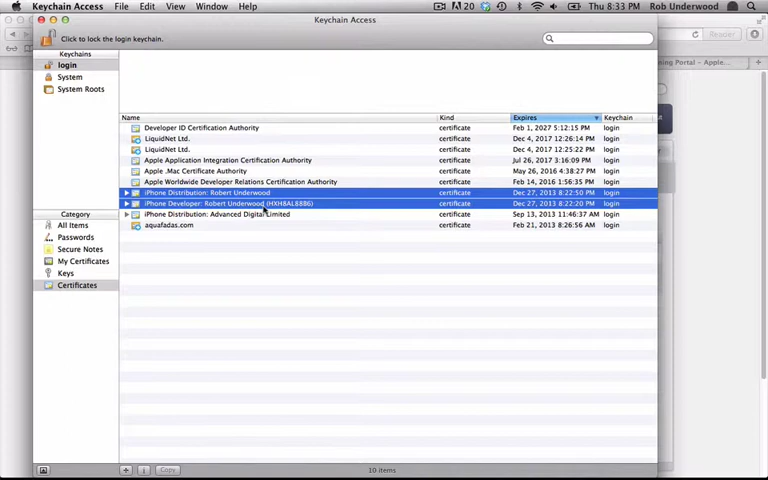 Keychain Access File Edit View Window Help 20 Thu 8:33 PM Rob Underwood
Keychain Access
Click to lock the login keychain.
Reader
ning Portal – Apple...
Keychains
login
System
System Roots
Name Kind Expires Keychain
Developer ID Certification Authority certificate Feb 1, 2027 5:12:15 PM login
LiquidNet Ltd. certificate Dec 4, 2017 12:26:14 PM login
LiquidNet Ltd. certificate Dec 4, 2017 12:25:22 PM login
Apple Application Integration Certification Authority certificate Jul 26, 2017 3:16:09 PM login
Apple .Mac Certificate Authority certificate May 26, 2016 4:38:27 PM login
Apple Worldwide Developer Relations Certification Authority certificate Feb 14, 2016 1:56:35 PM login
iPhone Distribution: Robert Underwood certificate Dec 27, 2013 8:22:50 PM login
iPhone Developer: Robert Underwood (HXH8AL88B6) certificate Dec 27, 2013 8:22:20 PM login
iPhone Distribution: Advanced Digital Limited certificate Sep 13, 2013 11:46:37 AM login
aquafadas.com certificate Feb 21, 2013 8:26:56 AM login
Category
All Items
Passwords
Secure Notes
My Certificates
Keys
Certificates
Copy
10 items